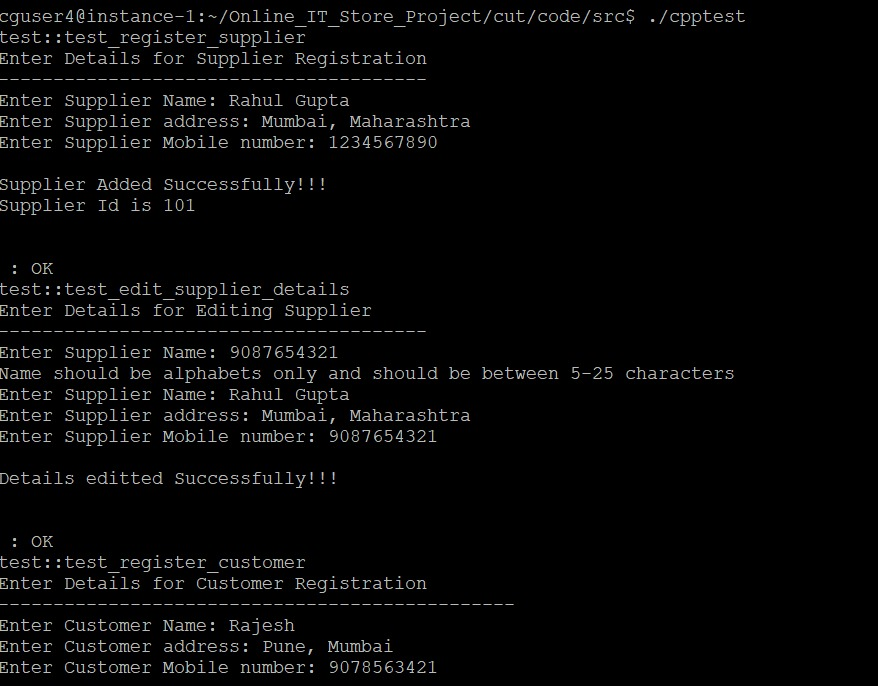 cguser4@instance-1:~/Online_IT_Store_Project/cut/code/src$ ./cpptest
test::test_register_supplier
Enter Details for Supplier Registration
---------------------------------------
Enter Supplier Name: Rahul Gupta
Enter Supplier address: Mumbai, Maharashtra
Enter Supplier Mobile number: 1234567890
Supplier Added Successfully!!!
Supplier Id is 101
: OK
test::test_edit_supplier_details
Enter Details for Editing Supplier
---------------------------------------
Enter Supplier Name: 9087654321
Name should be alphabets only and should be between 5-25 characters
Enter Supplier Name: Rahul Gupta
Enter Supplier address: Mumbai, Maharashtra
Enter Supplier Mobile number: 9087654321
Details editted Successfully!!!
: OK
test::test_register_customer
Enter Details for Customer Registration
-----------------------------------------------
Enter Customer Name: Rajesh
Enter Customer address: Pune, Mumbai
Enter Customer Mobile number: 9078563421